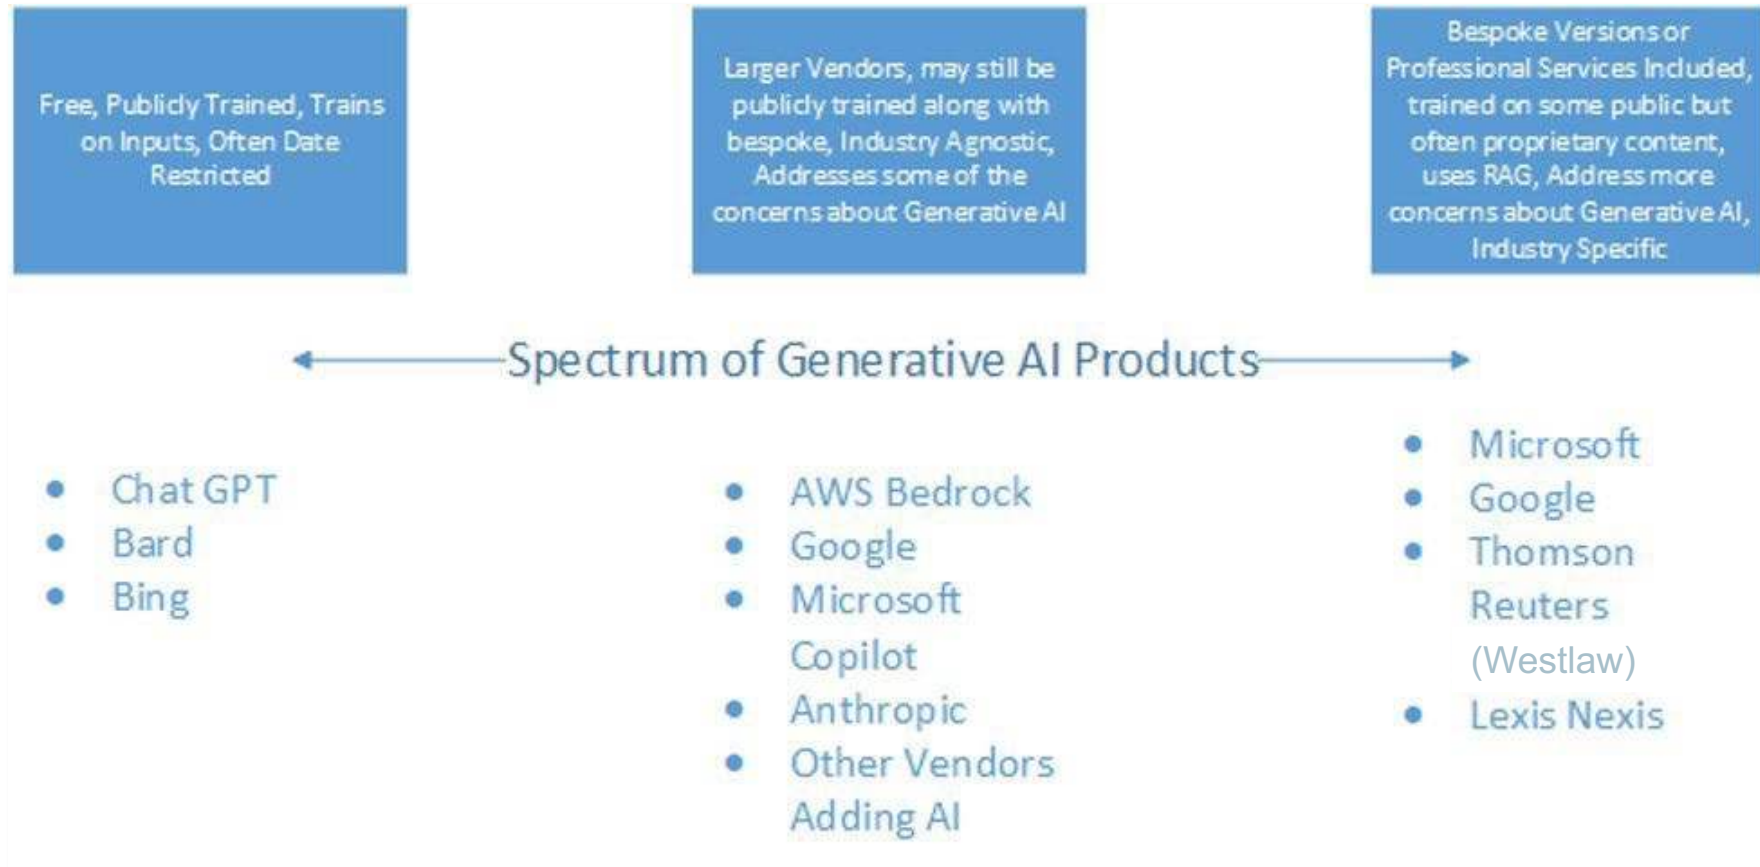 Free, Publicly Trained, Trains
on Inputs, Often Date
Restricted
Larger Vendors, may still be
publicly trained along with
bespoke, Industry Agnostic,
Addresses some of the
concerns about Generative AI
Bespoke Versions or
Professional Services Included,
trained on some public but
often proprietary content,
uses RAG, Address more
concerns about Generative AI,
Industry Specific
Spectrum of Generative AI Products
• Chat GPT
• Bard
• Bing
• AWS Bedrock
• Google
• Microsoft
Copilot
• Anthropic
• Other Vendors
Adding AI
• Microsoft
• Google
• Thomson
Reuters
(Westlaw)
• Lexis Nexis